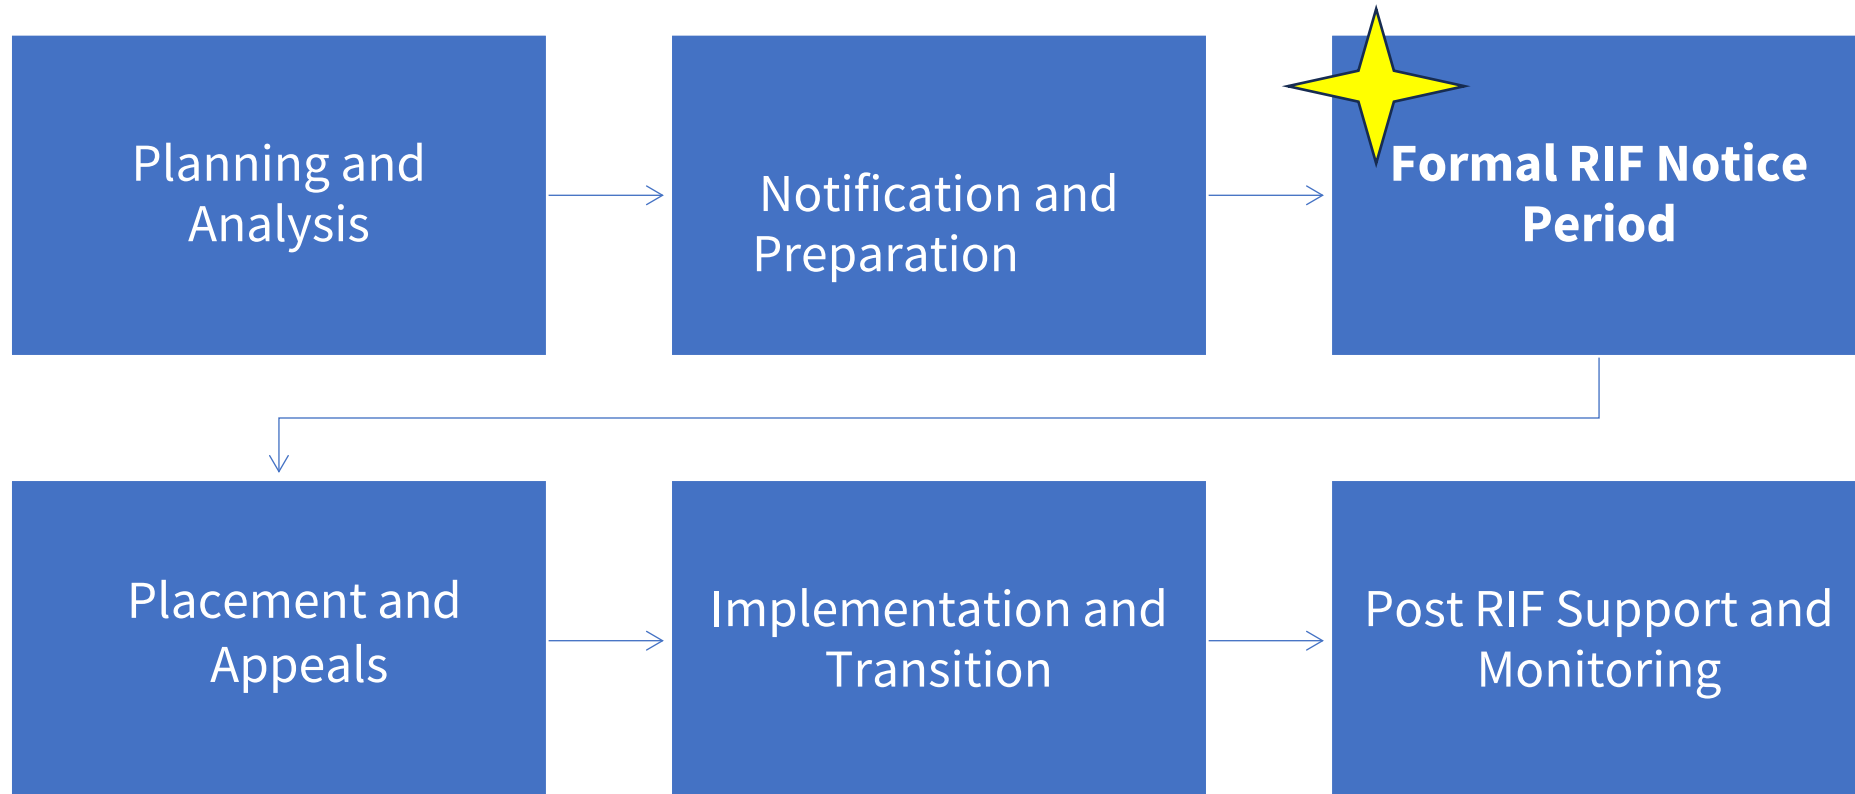 Planning and
Analysis
Notification and
Preparation
Formal RIF Notice
Period
Placement and
Appeals
Implementation and
Transition
Post RIF Support and
Monitoring